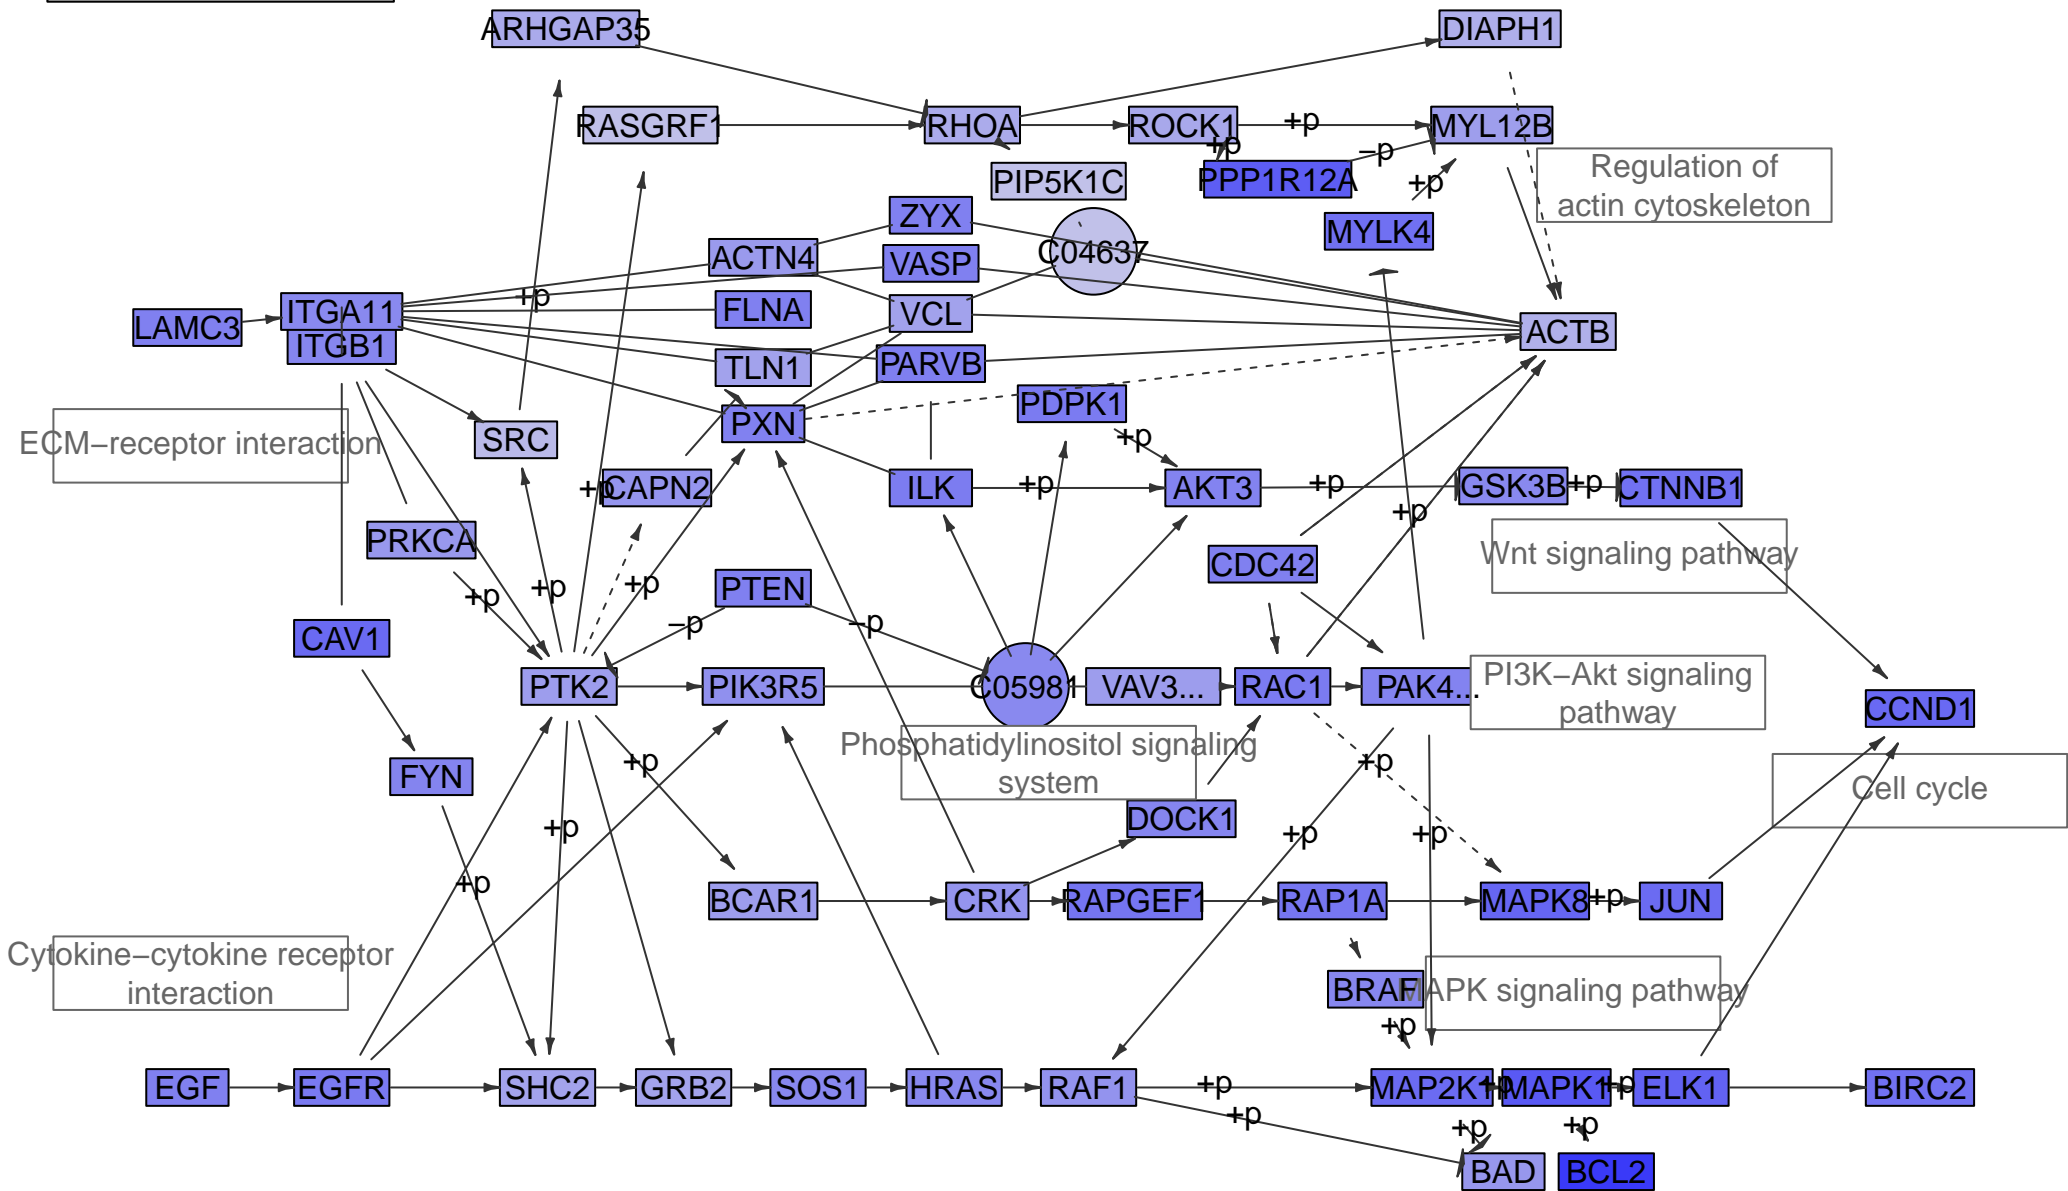 ARHGAP35
DIAPH1
RASGRF1
RHOA
ROCK1
+p
MYL12B
+p
−p
PIP5K1C
PPP1R12A
+p
Regulation of
actin cytoskeleton
ZYX
MYLK4
ACTN4
VASP
C04637
+p
ITGA11
FLNA
VCL
LAMC3
ACTB
ITGB1
TLN1
PARVB
PDPK1
PXN
ECM−receptor interaction
SRC
+p
+p
CAPN2
ILK
+p
AKT3
+p
GSK3B
+p
CTNNB1
+p
PRKCA
Wnt signaling pathway
CDC42
+p
+p
+p
PTEN
−p
−p
CAV1
PTK2
PIK3R5
C05981
VAV3...
RAC1
PAK4...
PI3K−Akt signaling
pathway
CCND1
Phosphatidylinositol signaling
system
+p
+p
FYN
Cell cycle
DOCK1
+p
+p
+p
+p
BCAR1
CRK
RAPGEF1
RAP1A
MAPK8
+p
JUN
Cytokine−cytokine receptor
interaction
BRAF
MAPK signaling pathway
+p
EGF
EGFR
SHC2
GRB2
SOS1
HRAS
RAF1
+p
MAP2K1
+p
MAPK1
+p
ELK1
BIRC2
+p
+p
+p
BAD
BCL2